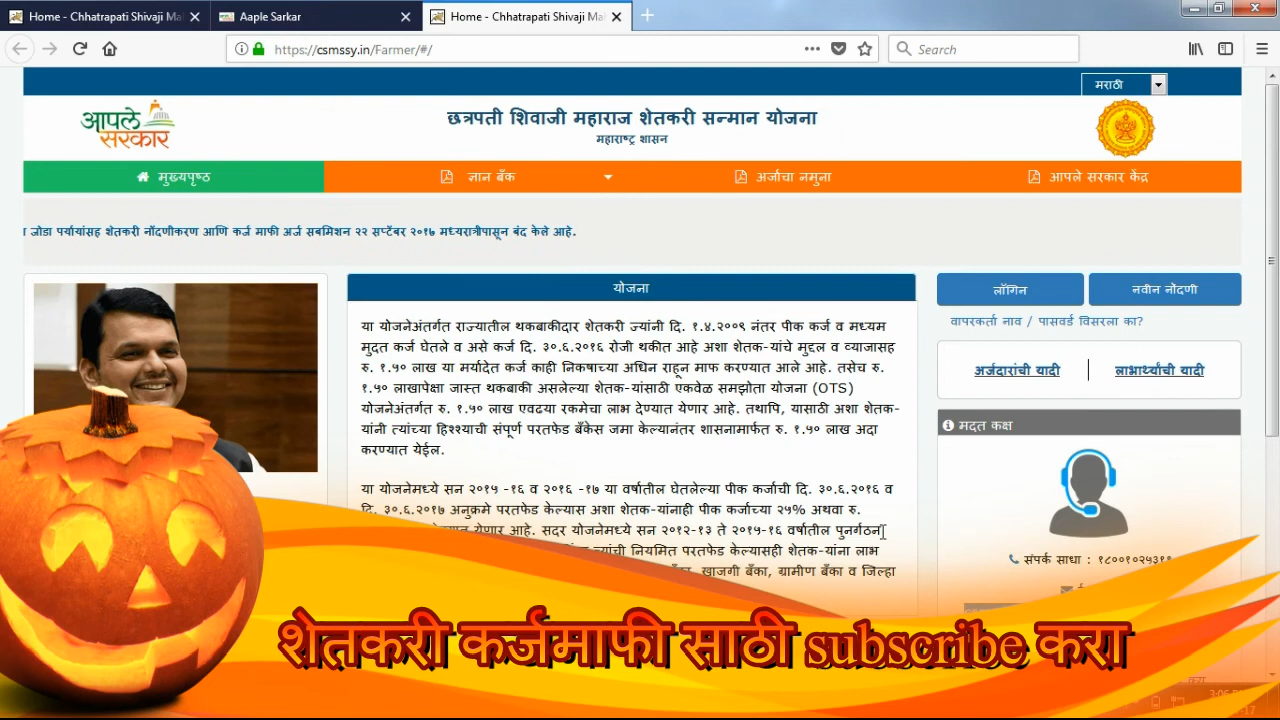 Home - Chhatrapati Shivaji Ma
Aaple Sarkar
Home - Chhatrapati Shivaji Ma
https://csmssy.in/Farmer/#/
Search
मराठी
आपले
सरकार
छत्रपती शिवाजी महाराज शेतकरी सन्मान योजना
महाराष्ट्र शासन
मुख्यपृष्ठ
ज्ञान बँक
अर्जाचा नमुना
आपले सरकार केंद्र
जोडा पर्यायांसह शेतकरी नोंदणीकरण आणि कर्ज माफी अर्ज सबमिशन २२ सप्टेंबर २०१७ मध्यरात्रीपासून बंद केले आहे.
योजना
लॉगिन
नवीन नोंदणी
वापरकर्ता नाव / पासवर्ड विसरला का?
या योजनेअंतर्गत राज्यातील थकबाकीदार शेतकरी ज्यांनी दि. १.४.२००९ नंतर पीक कर्ज व मध्यम
मुदत कर्ज घेतले व असे कर्ज दि. ३०.६.२०१६ रोजी थकीत आहे अशा शेतक-यांचे मुद्दल व व्याजासह
रु. १.५० लाख या मर्यादेत कर्ज काही निकषाच्या अधिन राहून माफ करण्यात आले आहे. तसेच रु.
१.५० लाखापेक्षा जास्त थकबाकी असलेल्या शेतक-यांसाठी एकवेळ समझोता योजना (OTS)
योजनेअंतर्गत रु. १.५० लाख एवढया रकमेचा लाभ देण्यात येणार आहे. तथापि, यासाठी अशा शेतक-
यांनी त्यांच्या हिश्श्याची संपूर्ण परतफेड बँकेस जमा केल्यानंतर शासनामार्फत रु. १.५० लाख अदा
करण्यात येईल.
अर्जदारांची यादी
लाभार्थ्यांची यादी
मदत कक्ष
या योजनेमध्ये सन २०१५ -१६ व २०१६ -१७ या वर्षातील घेतलेल्या पीक कर्जाची दि. ३०.६.२०१६ व
दि. ३०.६.२०१७ अनुक्रमे परतफेड केल्यास अशा शेतक-यांनाही पीक कर्जाच्या २५% अथवा रु.
येणार आहे. सदर योजनेमध्ये सन २०१२-१३ ते २०१५-१६ वर्षातील पुनर्गठन
त्यांची नियमित परतफेड केल्यासही शेतक-यांना लाभ
खाजगी बँका, ग्रामीण बँका व जिल्हा
संपर्क साधा : १८००१०२५३११
शेतकरी कर्जमाफी साठी subscribe करा